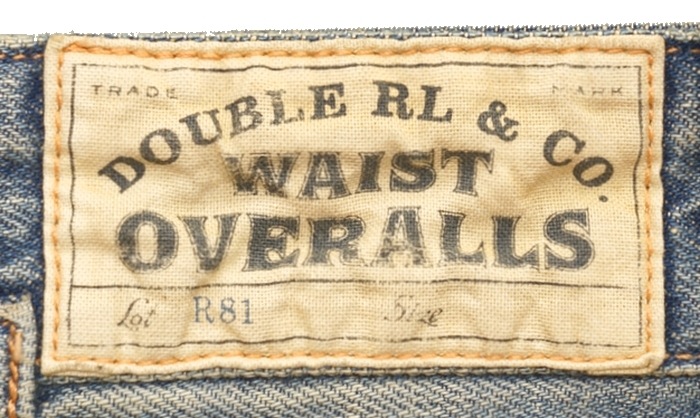 TRADE MARK
DOUBLE RL & CO.
WAIST
OVERALLS
Lot R81 Size